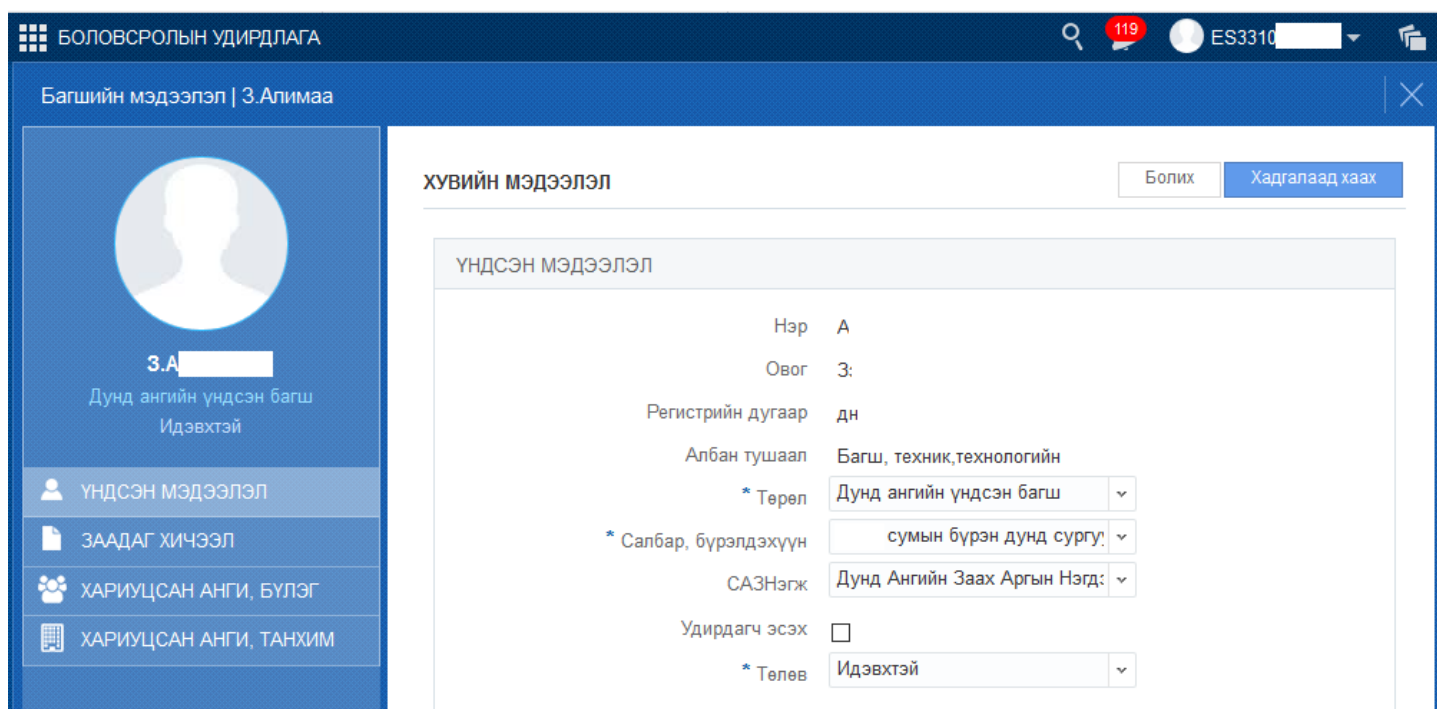 БОЛОВСРОЛЫН УДИРДЛАГА
119
ES3310
Багшийн мэдээлэл | З.Алимаа
З.А
Дунд ангийн үндсэн багш
Идэвхтэй
ҮНДСЭН МЭДЭЭЛЭЛ
ЗААДАГ ХИЧЭЭЛ
ХАРИУЦСАН АНГИ, БҮЛЭГ
ХАРИУЦСАН АНГИ, ТАНХИМ
ХУВИЙН МЭДЭЭЛЭЛ
Болих
Хадгалаад хаах
ҮНДСЭН МЭДЭЭЛЭЛ
Нэр А
Овог З:
Регистрийн дугаар дн
Албан тушаал Багш, техник,технологийн
* Төрөл Дунд ангийн үндсэн багш
* Салбар, бүрэлдэхүүн сумын бүрэн дунд сургу
САЗНэгж Дунд Ангийн Заах Аргын Нэгд
Удирдагч эсэх
* Төлөв Идэвхтэй